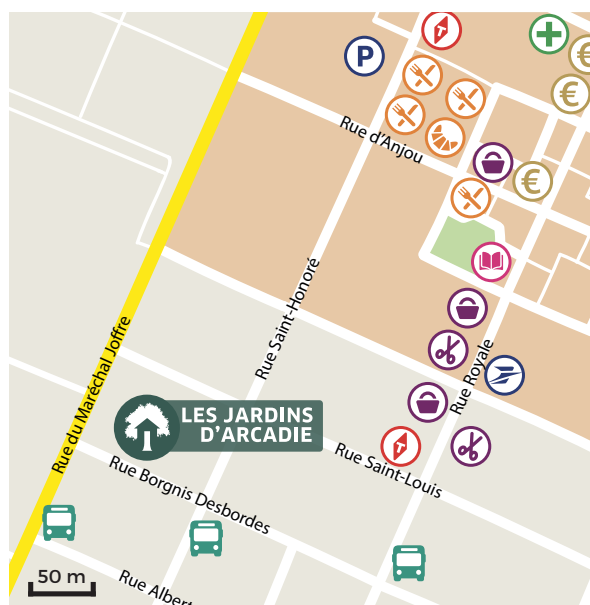 P
€
Rue d'Anjou
€
€
Rue Saint-Honoré
Rue du Maréchal Joffre
Rue Royale
LES JARDINS
D'ARCADIE
Rue Saint-Louis
Rue Borgnis Desbordes
Rue Albert
50 m